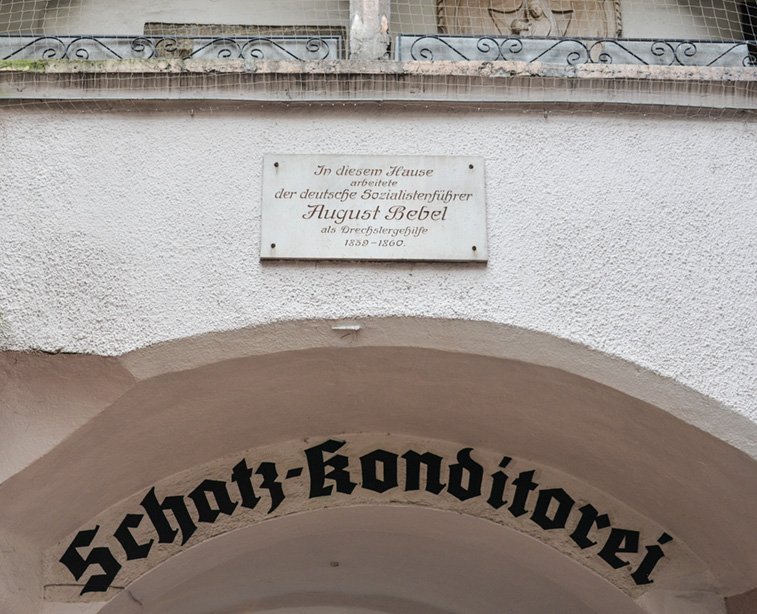 In diesem Hause
arbeitete
der deutsche Sozialistenführer
August Bebel
als Drechslergehilfe
1859-1860.
Schatz-Konditorei